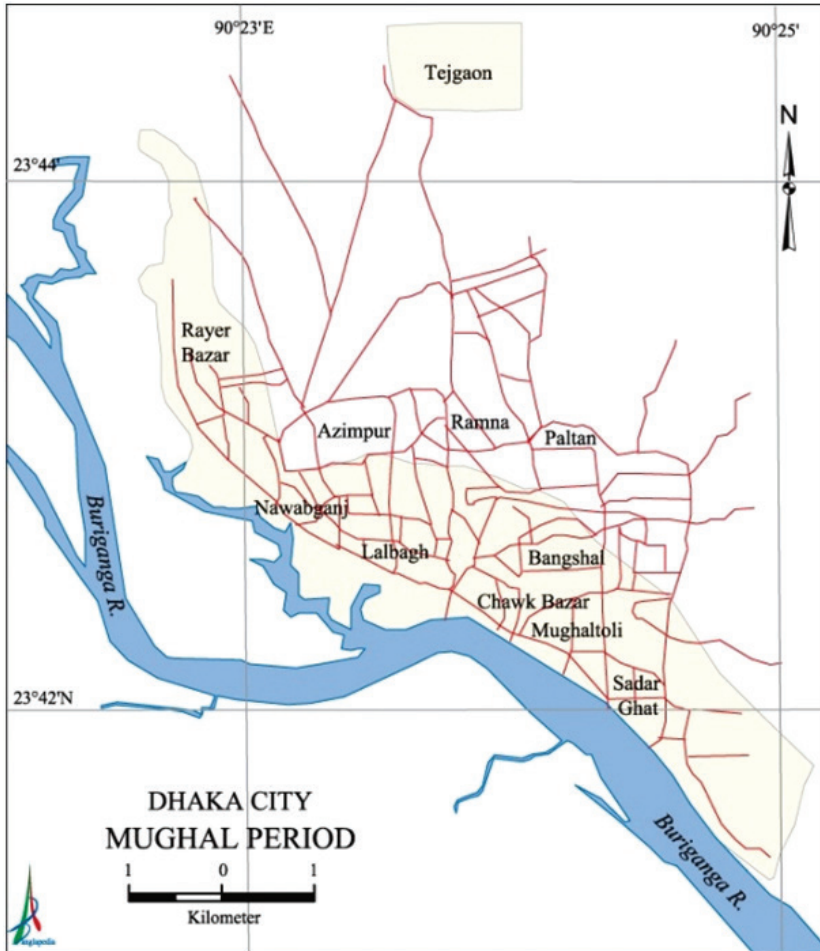 90°23'E
90°25'
Tejgaon
N
23°44'
Rayer
Bazar
Azimpur
Ramna
Paltan
Nawabganj
Buriganga R.
Lalbagh
Bangshal
Chawk Bazar
Mughaltoli
Sadar
Ghat
23°42'N
DHAKA CITY
MUGHAL PERIOD
1 0 1
Kilometer
Buriganga R.